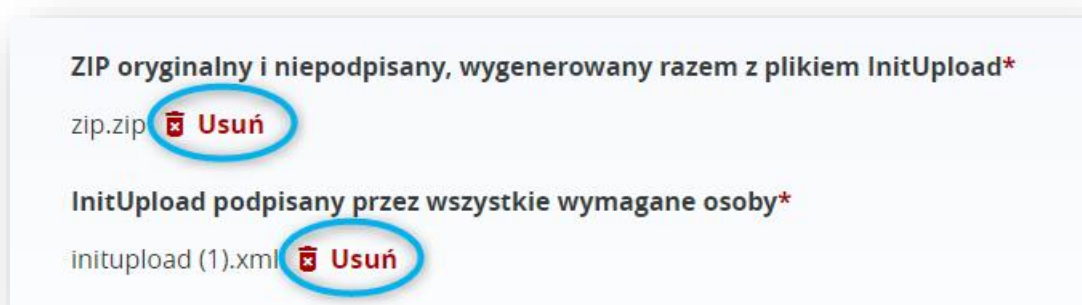 ZIP oryginalny i niepodpisany, wygenerowany razem z plikiem InitUpload*
zip.zip Usuń
InitUpload podpisany przez wszystkie wymagane osoby*
initupload (1).xml Usuń